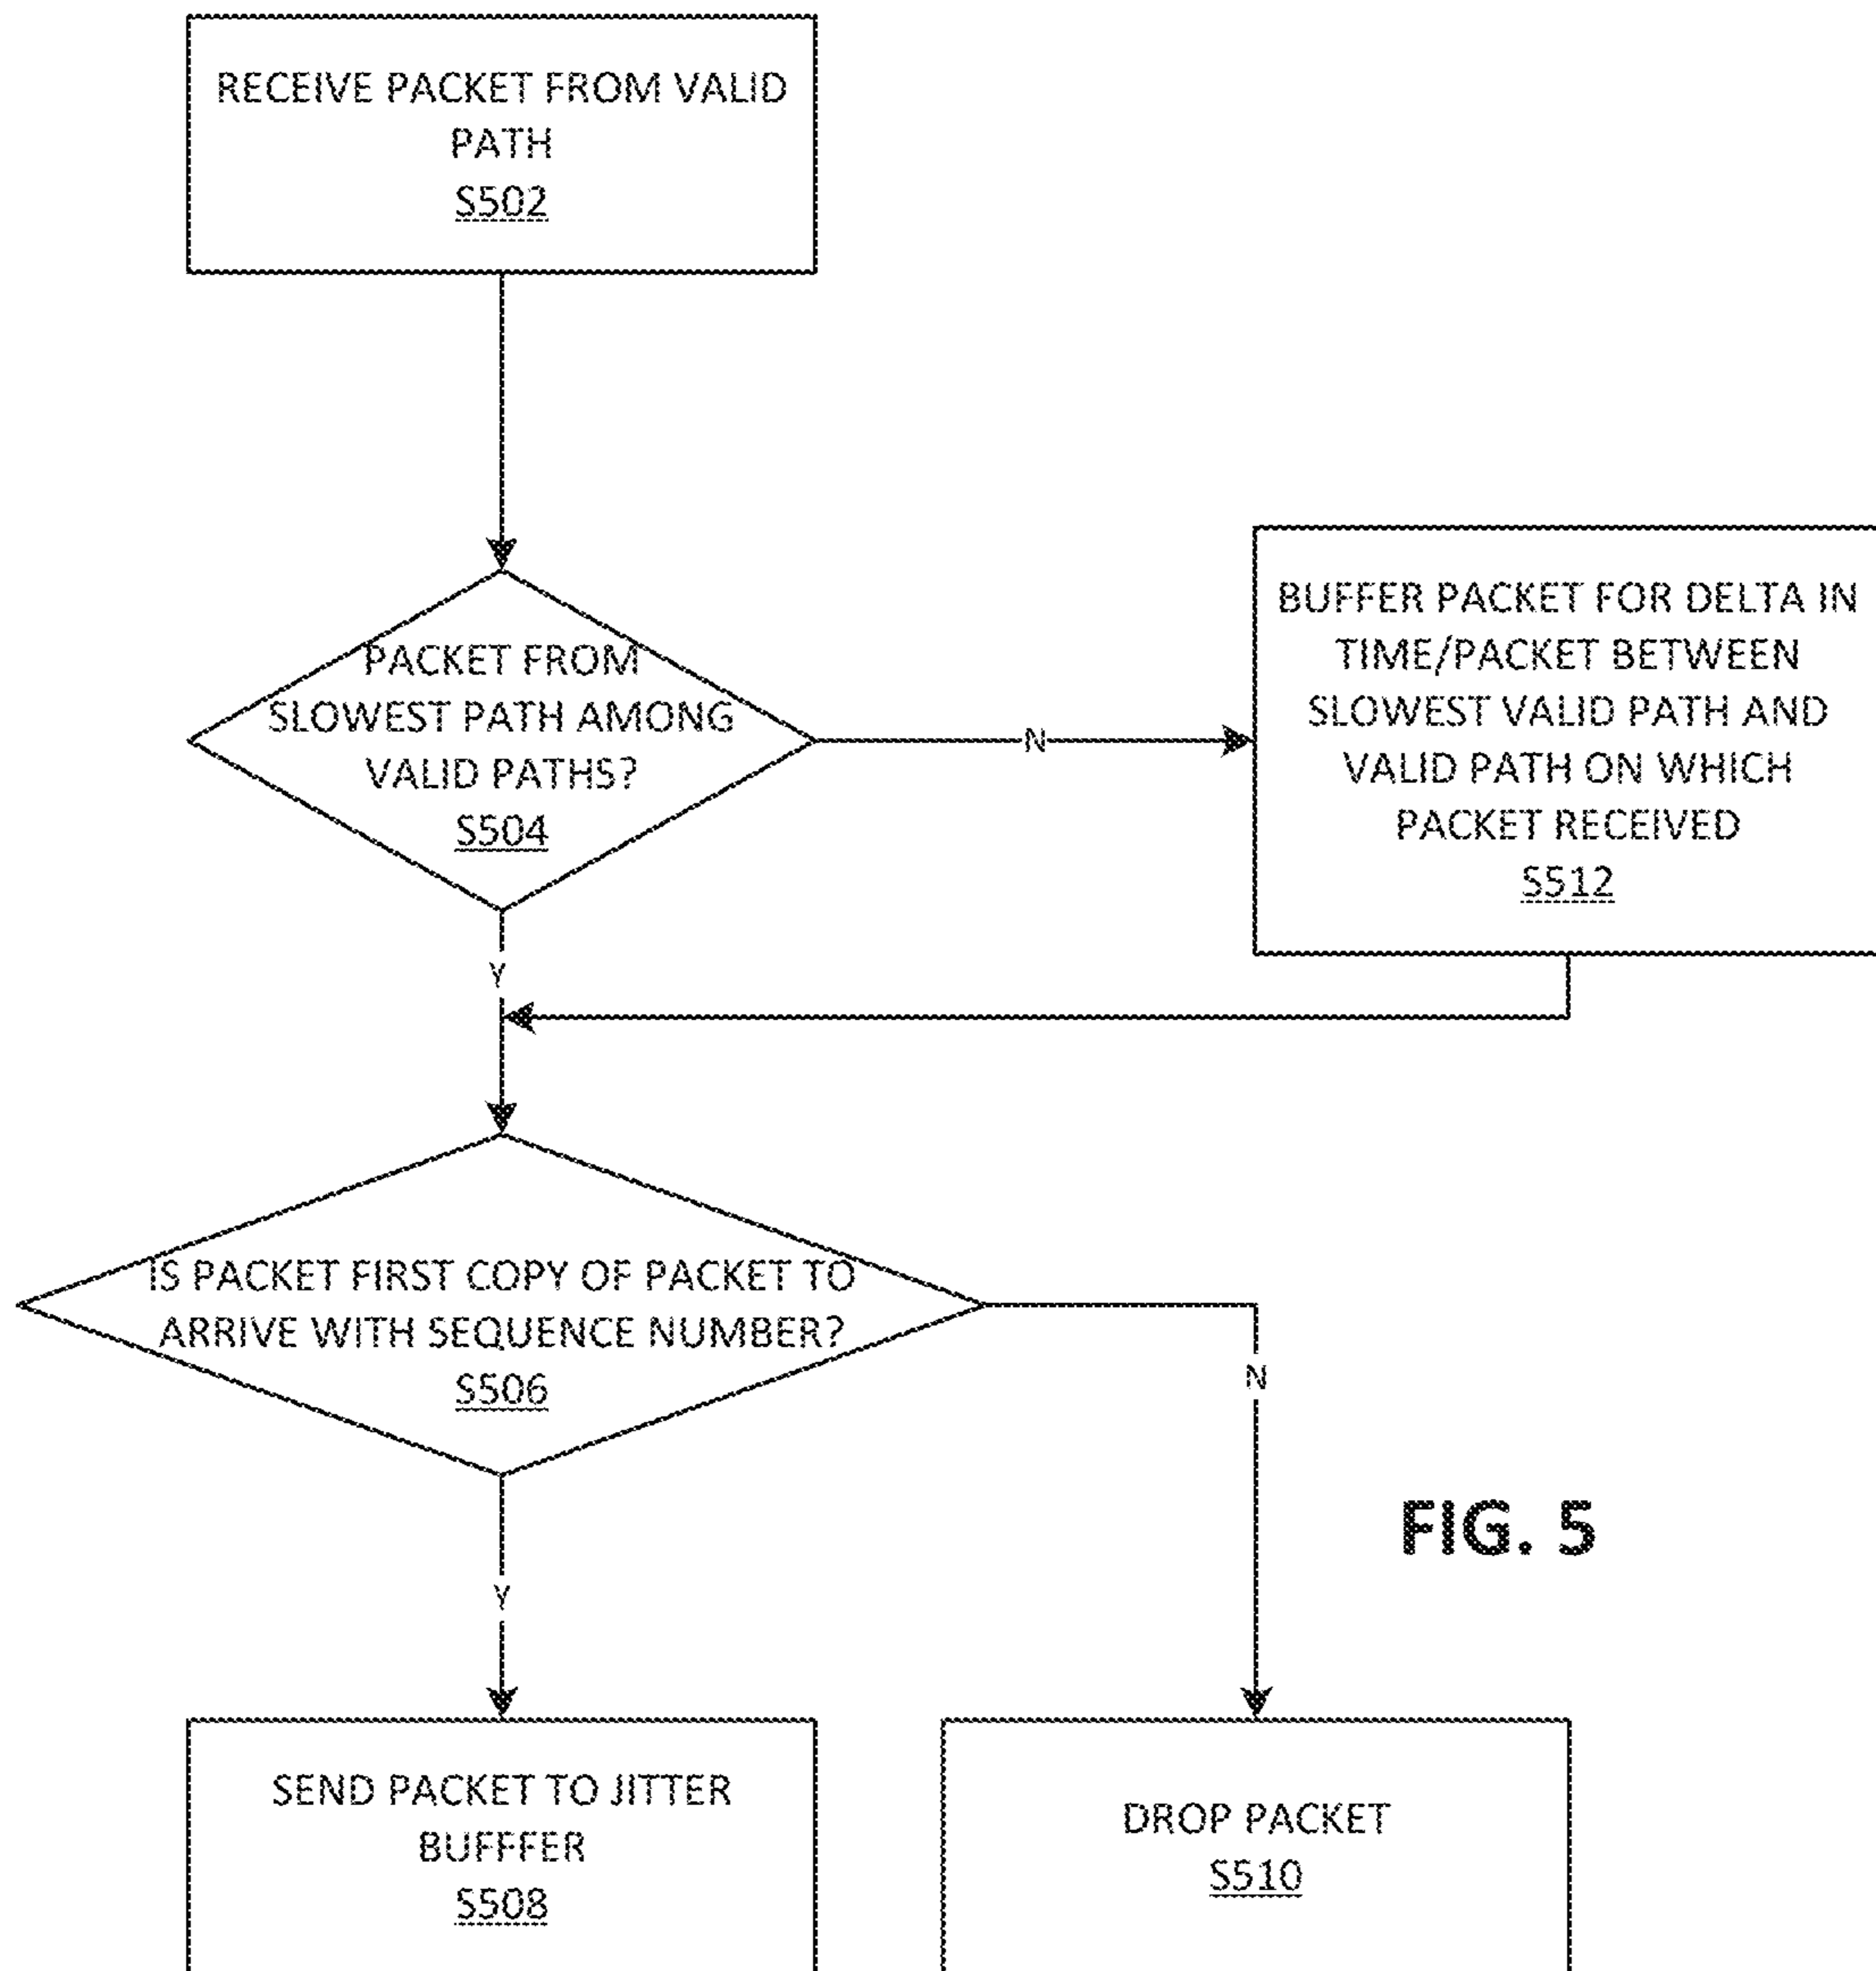 RECEIVE PACKET FROM VALID
PATH
S502
PACKET FROM
SLOWEST PATH AMONG
VALID PATHS?
S504
N
BUFFER PACKET FOR DELTA IN
TIME/PACKET BETWEEN
SLOWEST VALID PATH AND
VALID PATH ON WHICH
PACKET RECEIVED
S512
Y
IS PACKET FIRST COPY OF PACKET TO
ARRIVE WITH SEQUENCE NUMBER?
S506
N
Y
FIG. 5
SEND PACKET TO JITTER
BUFFFER
S508
DROP PACKET
S510